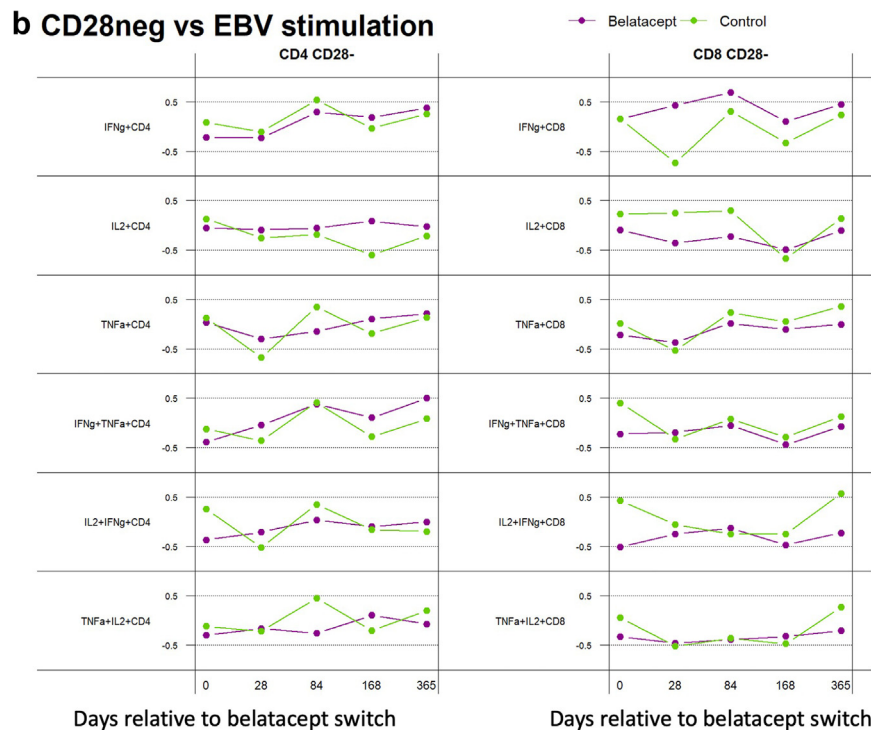 b CD28neg vs EBV stimulation
Belatacept Control
CD4 CD28- CD8 CD28-
0.5 0.5
IFNg+CD4 IFNg+CD8
-0.5 -0.5
0.5 0.5
IL2+CD4 IL2+CD8
-0.5 -0.5
0.5 0.5
TNFa+CD4 TNFa+CD8
-0.5 -0.5
0.5 0.5
IFNg+TNFa+CD4 IFNg+TNFa+CD8
-0.5 -0.5
0.5 0.5
IL2+IFNg+CD4 IL2+IFNg+CD8
-0.5 -0.5
0.5 0.5
TNFa+IL2+CD4 TNFa+IL2+CD8
-0.5 -0.5
0 28 84 168 365 0 28 84 168 365
Days relative to belatacept switch Days relative to belatacept switch